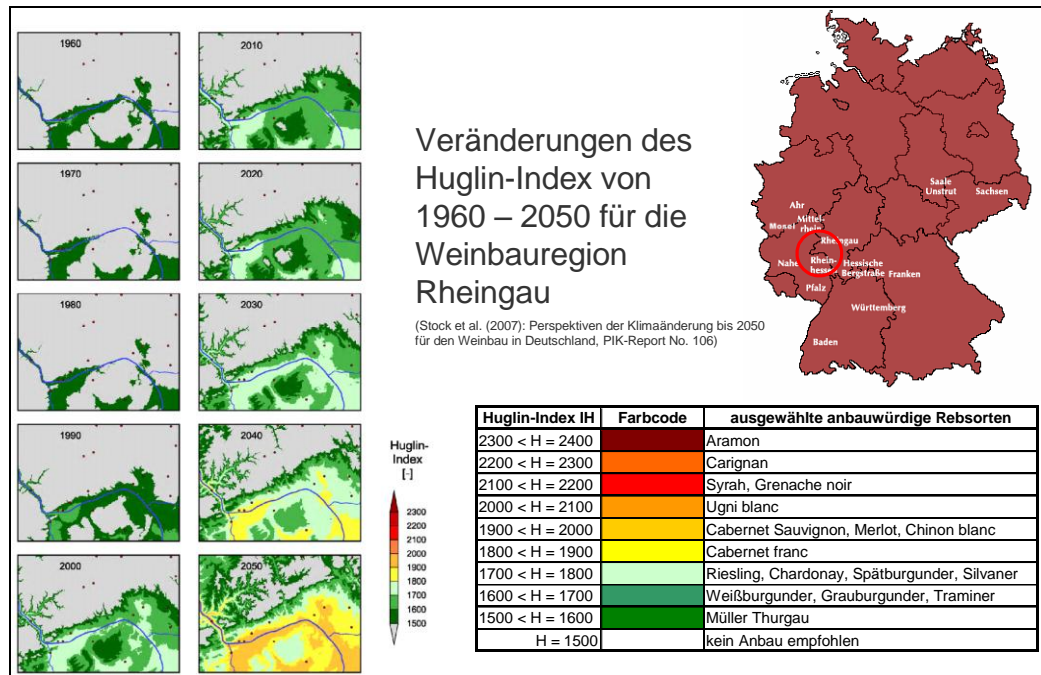 1960
2010
1970
2020
1980
2030
1990
2040
2000
2050
Huglin-
Index
[-]
2300
2200
2100
2000
1900
1800
1700
1600
1500
Veränderungen des
Huglin-Index von
1960 – 2050 für die
Weinbauregion
Rheingau
(Stock et al. (2007): Perspektiven der Klimaänderung bis 2050
für den Weinbau in Deutschland, PIK-Report No. 106)
Saale
Unstrut
Sachsen
Ahr
Mittel-
rhein
Mosel
Rheingau
Nahe
Rhein-
hessen
Hessische
Bergstraße
Franken
Pfalz
Württemberg
Baden
Huglin-Index IH Farbcode ausgewählte anbauwürdige Rebsorten
2300 < H = 2400 Aramon
2200 < H = 2300 Carignan
2100 < H = 2200 Syrah, Grenache noir
2000 < H = 2100 Ugni blanc
1900 < H = 2000 Cabernet Sauvignon, Merlot, Chinon blanc
1800 < H = 1900 Cabernet franc
1700 < H = 1800 Riesling, Chardonay, Spätburgunder, Silvaner
1600 < H = 1700 Weißburgunder, Grauburgunder, Traminer
1500 < H = 1600 Müller Thurgau
H = 1500 kein Anbau empfohlen